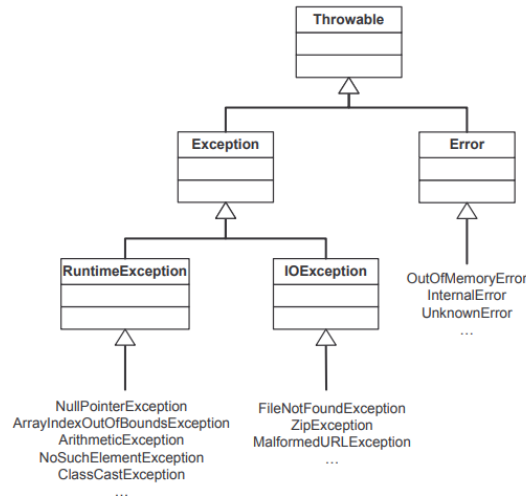 Throwable
Exception
Error
RuntimeException
IOException
OutOfMemoryError
InternalError
UnknownError
...
NullPointerException
ArrayIndexOutOfBoundsException
ArithmeticException
NoSuchElementException
ClassCastException
...
FileNotFoundException
ZipException
MalformedURLException
...